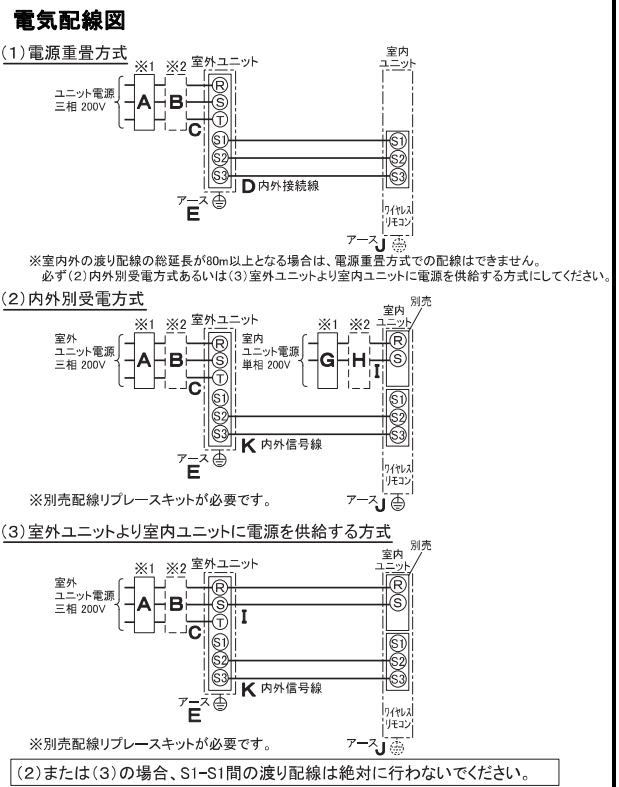 電気配線図
(1)電源重畳方式
※1 ※2 室外ユニット
室内
ユニット
ユニット電源
三相 200V
A B C
R
S
T
S1 S1
S2 S2
S3 S3
D 内外接続線
アース
E
ワイヤレス
リモコン
アース J
※室内外の渡り配線の総延長が80m以上となる場合は、電源重畳方式での配線はできません。
必ず(2)内外別受電方式あるいは(3)室外ユニットより室内ユニットに電源を供給する方式にしてください。
(2)内外別受電方式
別売
※1 ※2 室外ユニット
※1 ※2
室内
ユニット
室外
ユニット電源
三相 200V
A B C
R
S
T
S1
S2
S3
室内
ユニット電源
単相 200V
G H I
R
S
S1
S2
S3
K 内外信号線
アース
E
ワイヤレス
リモコン
※別売配線リプレースキットが必要です。
アース J
(3)室外ユニットより室内ユニットに電源を供給する方式
別売
※1 ※2 室外ユニット
室内
ユニット
室外
ユニット電源
三相 200V
A B C
R R
S S
T
I
S1 S1
S2 S2
S3 S3
K 内外信号線
アース
E
ワイヤレス
リモコン
※別売配線リプレースキットが必要です。
アース J
(2)または(3)の場合、S1-S1間の渡り配線は絶対に行わないでください。